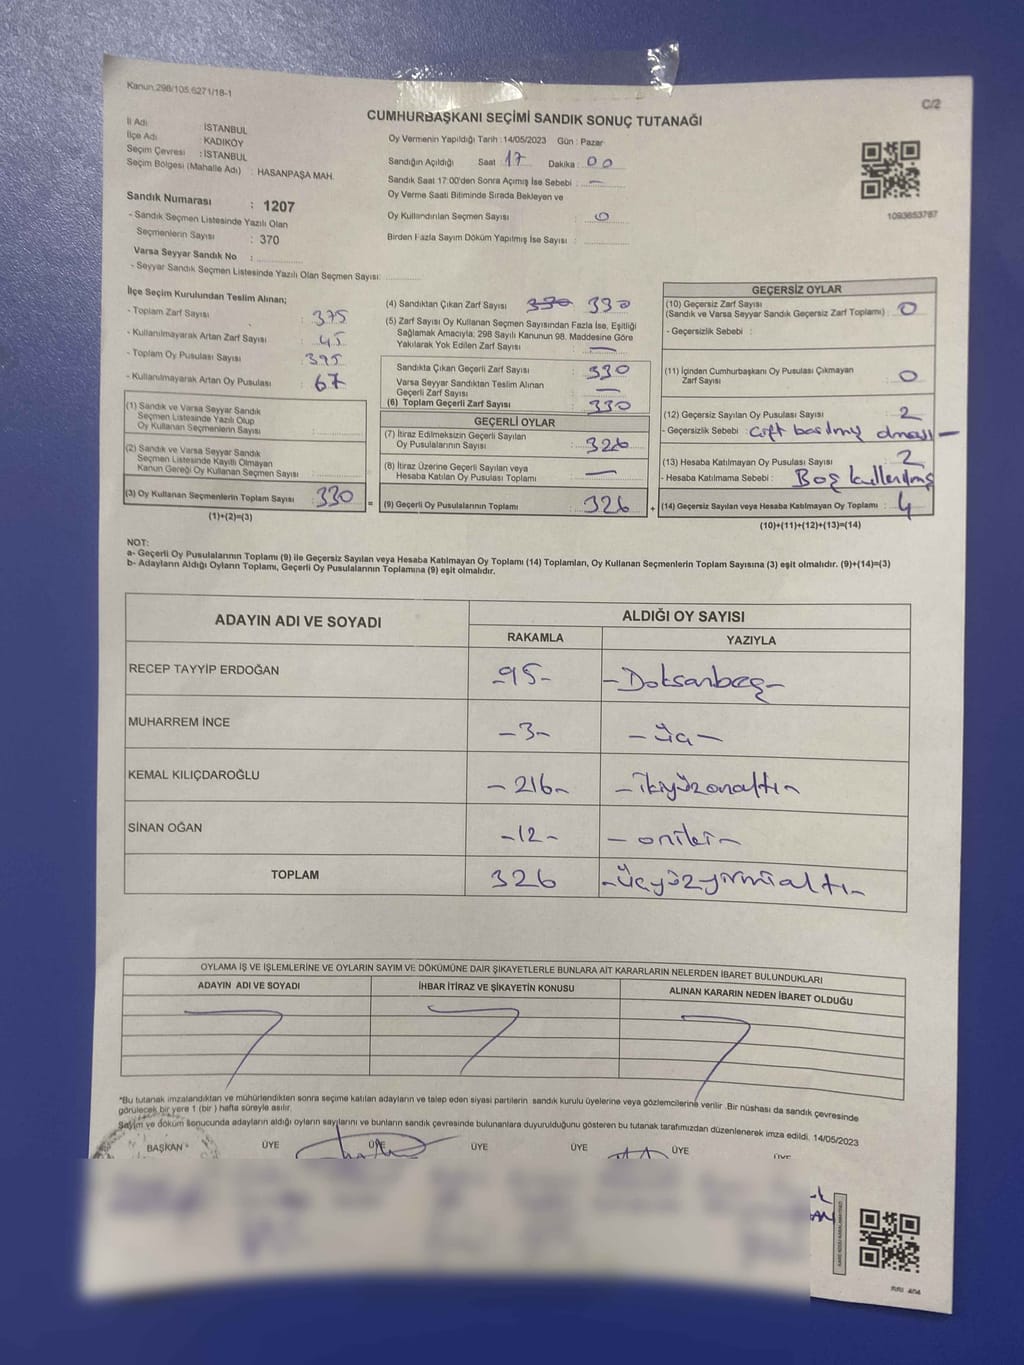 Kanun:298/105,6271/18-1
C/2
CUMHURBAŞKANI SEÇİMİ SANDIK SONUÇ TUTANAĞI
İl Adı İSTANBUL
İlçe Adı KADIKÖY
Seçim Çevresi : İSTANBUL
Seçim Bölgesi (Mahalle Adı) : HASANPAŞA MAH.
Sandık Numarası : 1207
- Sandık Seçmen Listesinde Yazılı Olan
Seçmenlerin Sayısı : 370
Varsa Seyyar Sandık No :
- Seyyar Sandık Seçmen Listesinde Yazılı Olan Seçmen Sayısı:
Oy Vermenin Yapıldığı Tarih : 14/05/2023 Gün : Pazar
Sandığın Açıldığı Saat : 17 Dakika : 00
Sandık Saat 17:00'den Sonra Açılmış İse Sebebi : —
Oy Verme Saati Bitiminde Sırada Bekleyen ve
Oy Kullandırılan Seçmen Sayısı : 0
Birden Fazla Sayım Döküm Yapılmış İse Sayısı :
1093653767
İlçe Seçim Kurulundan Teslim Alınan;
- Toplam Zarf Sayısı : 375
- Kullanılmayarak Artan Zarf Sayısı : 45
- Toplam Oy Pusulası Sayısı : 395
- Kullanılmayarak Artan Oy Pusulası : 67
(1) Sandık ve Varsa Seyyar Sandık
Seçmen Listesinde Yazılı Olup
Oy Kullanan Seçmenlerin Sayısı :
(2) Sandık ve Varsa Seyyar Sandık
Seçmen Listesinde Kayıtlı Olmayan
Kanun Gereği Oy Kullanan Seçmen Sayısı :
(3) Oy Kullanan Seçmenlerin Toplam Sayısı : 330
(1)+(2)=(3)
(4) Sandıktan Çıkan Zarf Sayısı : 330 330
(5) Zarf Sayısı Oy Kullanan Seçmen Sayısından Fazla İse, Eşitliği
Sağlamak Amacıyla; 298 Sayılı Kanunun 98. Maddesine Göre
Yakılarak Yok Edilen Zarf Sayısı : —
Sandıkta Çıkan Geçerli Zarf Sayısı : 330
Varsa Seyyar Sandıktan Teslim Alınan
Geçerli Zarf Sayısı : —
(6) Toplam Geçerli Zarf Sayısı : 330
GEÇERLİ OYLAR
(7) İtiraz Edilmeksizin Geçerli Sayılan
Oy Pusulalarının Sayısı : 326
(8) İtiraz Üzerine Geçerli Sayılan veya
Hesaba Katılan Oy Pusulası Toplamı : —
= (9) Geçerli Oy Pusulalarının Toplamı : 326
GEÇERSİZ OYLAR
(10) Geçersiz Zarf Sayısı
(Sandık ve Varsa Seyyar Sandık Geçersiz Zarf Toplamı) : 0
- Geçersizlik Sebebi :
(11) İçinden Cumhurbaşkanı Oy Pusulası Çıkmayan
Zarf Sayısı : 0
(12) Geçersiz Sayılan Oy Pusulası Sayısı : 2
- Geçersizlik Sebebi : Çift basılmış olması —
(13) Hesaba Katılmayan Oy Pusulası Sayısı : 2
- Hesaba Katılmama Sebebi : Boş kullanılmış
+ (14) Geçersiz Sayılan veya Hesaba Katılmayan Oy Toplamı : 4
(10)+(11)+(12)+(13)=(14)
NOT:
a- Geçerli Oy Pusulalarının Toplamı (9) ile Geçersiz Sayılan veya Hesaba Katılmayan Oy Toplamı (14) Toplamları, Oy Kullanan Seçmenlerin Toplam Sayısına (3) eşit olmalıdır. (9)+(14)=(3)
b- Adayların Aldığı Oyların Toplamı, Geçerli Oy Pusulalarının Toplamına (9) eşit olmalıdır.
ADAYIN ADI VE SOYADI ALDIĞI OY SAYISI
RAKAMLA YAZIYLA
RECEP TAYYİP ERDOĞAN -95- -Doksanbeş-
MUHARREM İNCE -3- -üç-
KEMAL KILIÇDAROĞLU -216- -ikiyüzonaltı-
SİNAN OĞAN -12- -oniki-
TOPLAM 326 -üçyüzyirmialtı-
OYLAMA İŞ VE İŞLEMLERİNE VE OYLARIN SAYIM VE DÖKÜMÜNE DAİR ŞİKAYETLERLE BUNLARA AİT KARARLARIN NELERDEN İBARET BULUNDUKLARI
ADAYIN ADI VE SOYADI İHBAR İTİRAZ VE ŞİKAYETİN KONUSU ALINAN KARARIN NEDEN İBARET OLDUĞU
*Bu tutanak imzalandıktan ve mühürlendikten sonra seçime katılan adayların ve talep eden siyasi partilerin sandık kurulu üyelerine veya gözlemcilerine verilir .Bir nüshası da sandık çevresinde
görülecek bir yere 1 (bir ) hafta süreyle asılır.
Sayım ve döküm sonucunda adayların aldığı oyların sayılarını ve bunların sandık çevresinde bulunanlara duyurulduğunu gösteren bu tutanak tarafımızdan düzenlenerek imza edildi. 14/05/2023
BAŞKAN ÜYE ÜYE ÜYE ÜYE ÜYE ÜYE